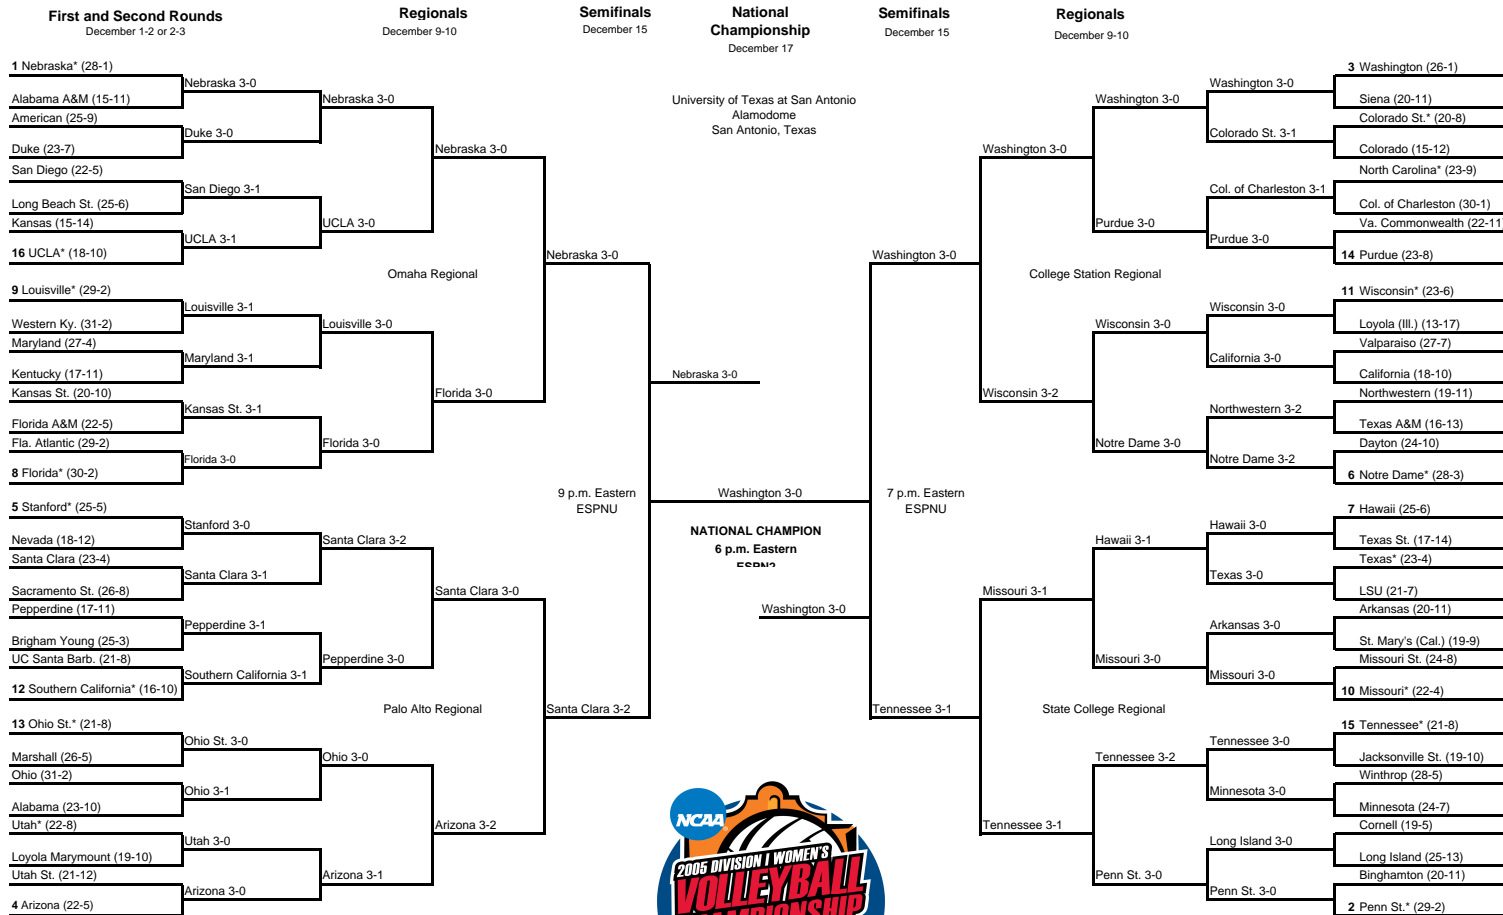 First and Second Rounds
December 1-2 or 2-3
Regionals
December 9-10
Semifinals
December 15
National
Championship
December 17
Semifinals
December 15
Regionals
December 9-10
University of Texas at San Antonio
Alamodome
San Antonio, Texas
1 Nebraska* (28-1)
Alabama A&M (15-11)
American (25-9)
Duke (23-7)
San Diego (22-5)
Long Beach St. (25-6)
Kansas (15-14)
16 UCLA* (18-10)
9 Louisville* (29-2)
Western Ky. (31-2)
Maryland (27-4)
Kentucky (17-11)
Kansas St. (20-10)
Florida A&M (22-5)
Fla. Atlantic (29-2)
8 Florida* (30-2)
5 Stanford* (25-5)
Nevada (18-12)
Santa Clara (23-4)
Sacramento St. (26-8)
Pepperdine (17-11)
Brigham Young (25-3)
UC Santa Barb. (21-8)
12 Southern California* (16-10)
13 Ohio St.* (21-8)
Marshall (26-5)
Ohio (31-2)
Alabama (23-10)
Utah* (22-8)
Loyola Marymount (19-10)
Utah St. (21-12)
4 Arizona (22-5)
Nebraska 3-0
Duke 3-0
San Diego 3-1
UCLA 3-1
Louisville 3-1
Maryland 3-1
Kansas St. 3-1
Florida 3-0
Stanford 3-0
Santa Clara 3-1
Pepperdine 3-1
Southern California 3-1
Ohio St. 3-0
Ohio 3-1
Utah 3-0
Arizona 3-0
Nebraska 3-0
UCLA 3-0
Louisville 3-0
Florida 3-0
Santa Clara 3-2
Pepperdine 3-0
Ohio 3-0
Arizona 3-1
Omaha Regional
Palo Alto Regional
Nebraska 3-0
Florida 3-0
Santa Clara 3-0
Arizona 3-2
Nebraska 3-0
Santa Clara 3-2
9 p.m. Eastern
ESPNU
Nebraska 3-0
Washington 3-0
NATIONAL CHAMPION
6 p.m. Eastern
ESPN2
Washington 3-0
7 p.m. Eastern
ESPNU
Washington 3-0
Tennessee 3-1
Washington 3-0
Wisconsin 3-2
Missouri 3-1
Tennessee 3-1
College Station Regional
State College Regional
Washington 3-0
Purdue 3-0
Wisconsin 3-0
Notre Dame 3-0
Hawaii 3-1
Missouri 3-0
Tennessee 3-2
Penn St. 3-0
Washington 3-0
Colorado St. 3-1
Col. of Charleston 3-1
Purdue 3-0
Wisconsin 3-0
California 3-0
Northwestern 3-2
Notre Dame 3-2
Hawaii 3-0
Texas 3-0
Arkansas 3-0
Missouri 3-0
Tennessee 3-0
Minnesota 3-0
Long Island 3-0
Penn St. 3-0
3 Washington (26-1)
Siena (20-11)
Colorado St.* (20-8)
Colorado (15-12)
North Carolina* (23-9)
Col. of Charleston (30-1)
Va. Commonwealth (22-11)
14 Purdue (23-8)
11 Wisconsin* (23-6)
Loyola (Ill.) (13-17)
Valparaiso (27-7)
California (18-10)
Northwestern (19-11)
Texas A&M (16-13)
Dayton (24-10)
6 Notre Dame* (28-3)
7 Hawaii (25-6)
Texas St. (17-14)
Texas* (23-4)
LSU (21-7)
Arkansas (20-11)
St. Mary's (Cal.) (19-9)
Missouri St. (24-8)
10 Missouri* (22-4)
15 Tennessee* (21-8)
Jacksonville St. (19-10)
Winthrop (28-5)
Minnesota (24-7)
Cornell (19-5)
Long Island (25-13)
Binghamton (20-11)
2 Penn St.* (29-2)
NCAA
2005 DIVISION I WOMEN'S
VOLLEYBALL
CHAMPIONSHIP